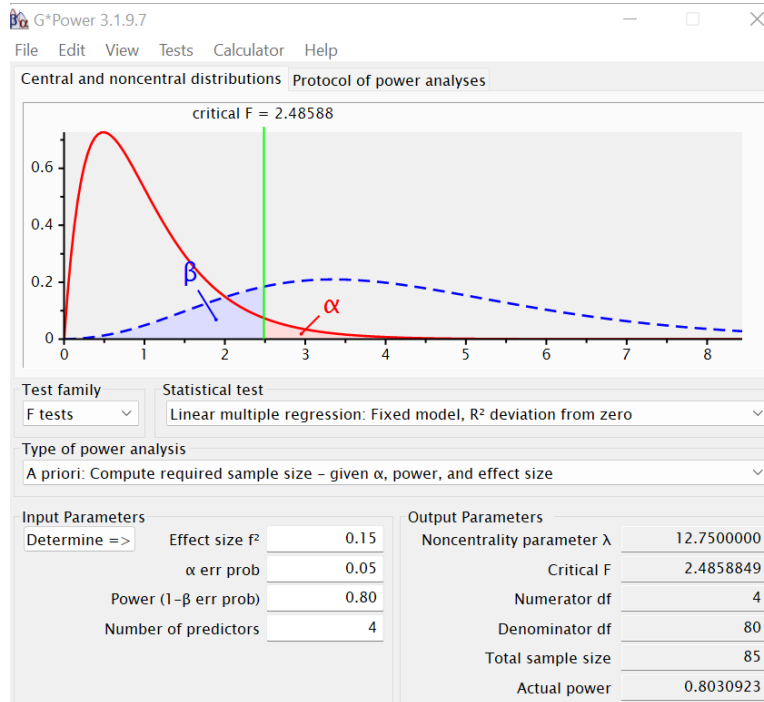 βα G*Power 3.1.9.7
File Edit View Tests Calculator Help
Central and noncentral distributions Protocol of power analyses
critical F = 2.48588
0.6
0.4
0.2
0
β
α
0 1 2 3 4 5 6 7 8
Test family Statistical test
F tests Linear multiple regression: Fixed model, R² deviation from zero
Type of power analysis
A priori: Compute required sample size – given α, power, and effect size
Input Parameters Output Parameters
Determine => Effect size f² 0.15 Noncentrality parameter λ 12.7500000
α err prob 0.05 Critical F 2.4858849
Power (1–β err prob) 0.80 Numerator df 4
Number of predictors 4 Denominator df 80
Total sample size 85
Actual power 0.8030923